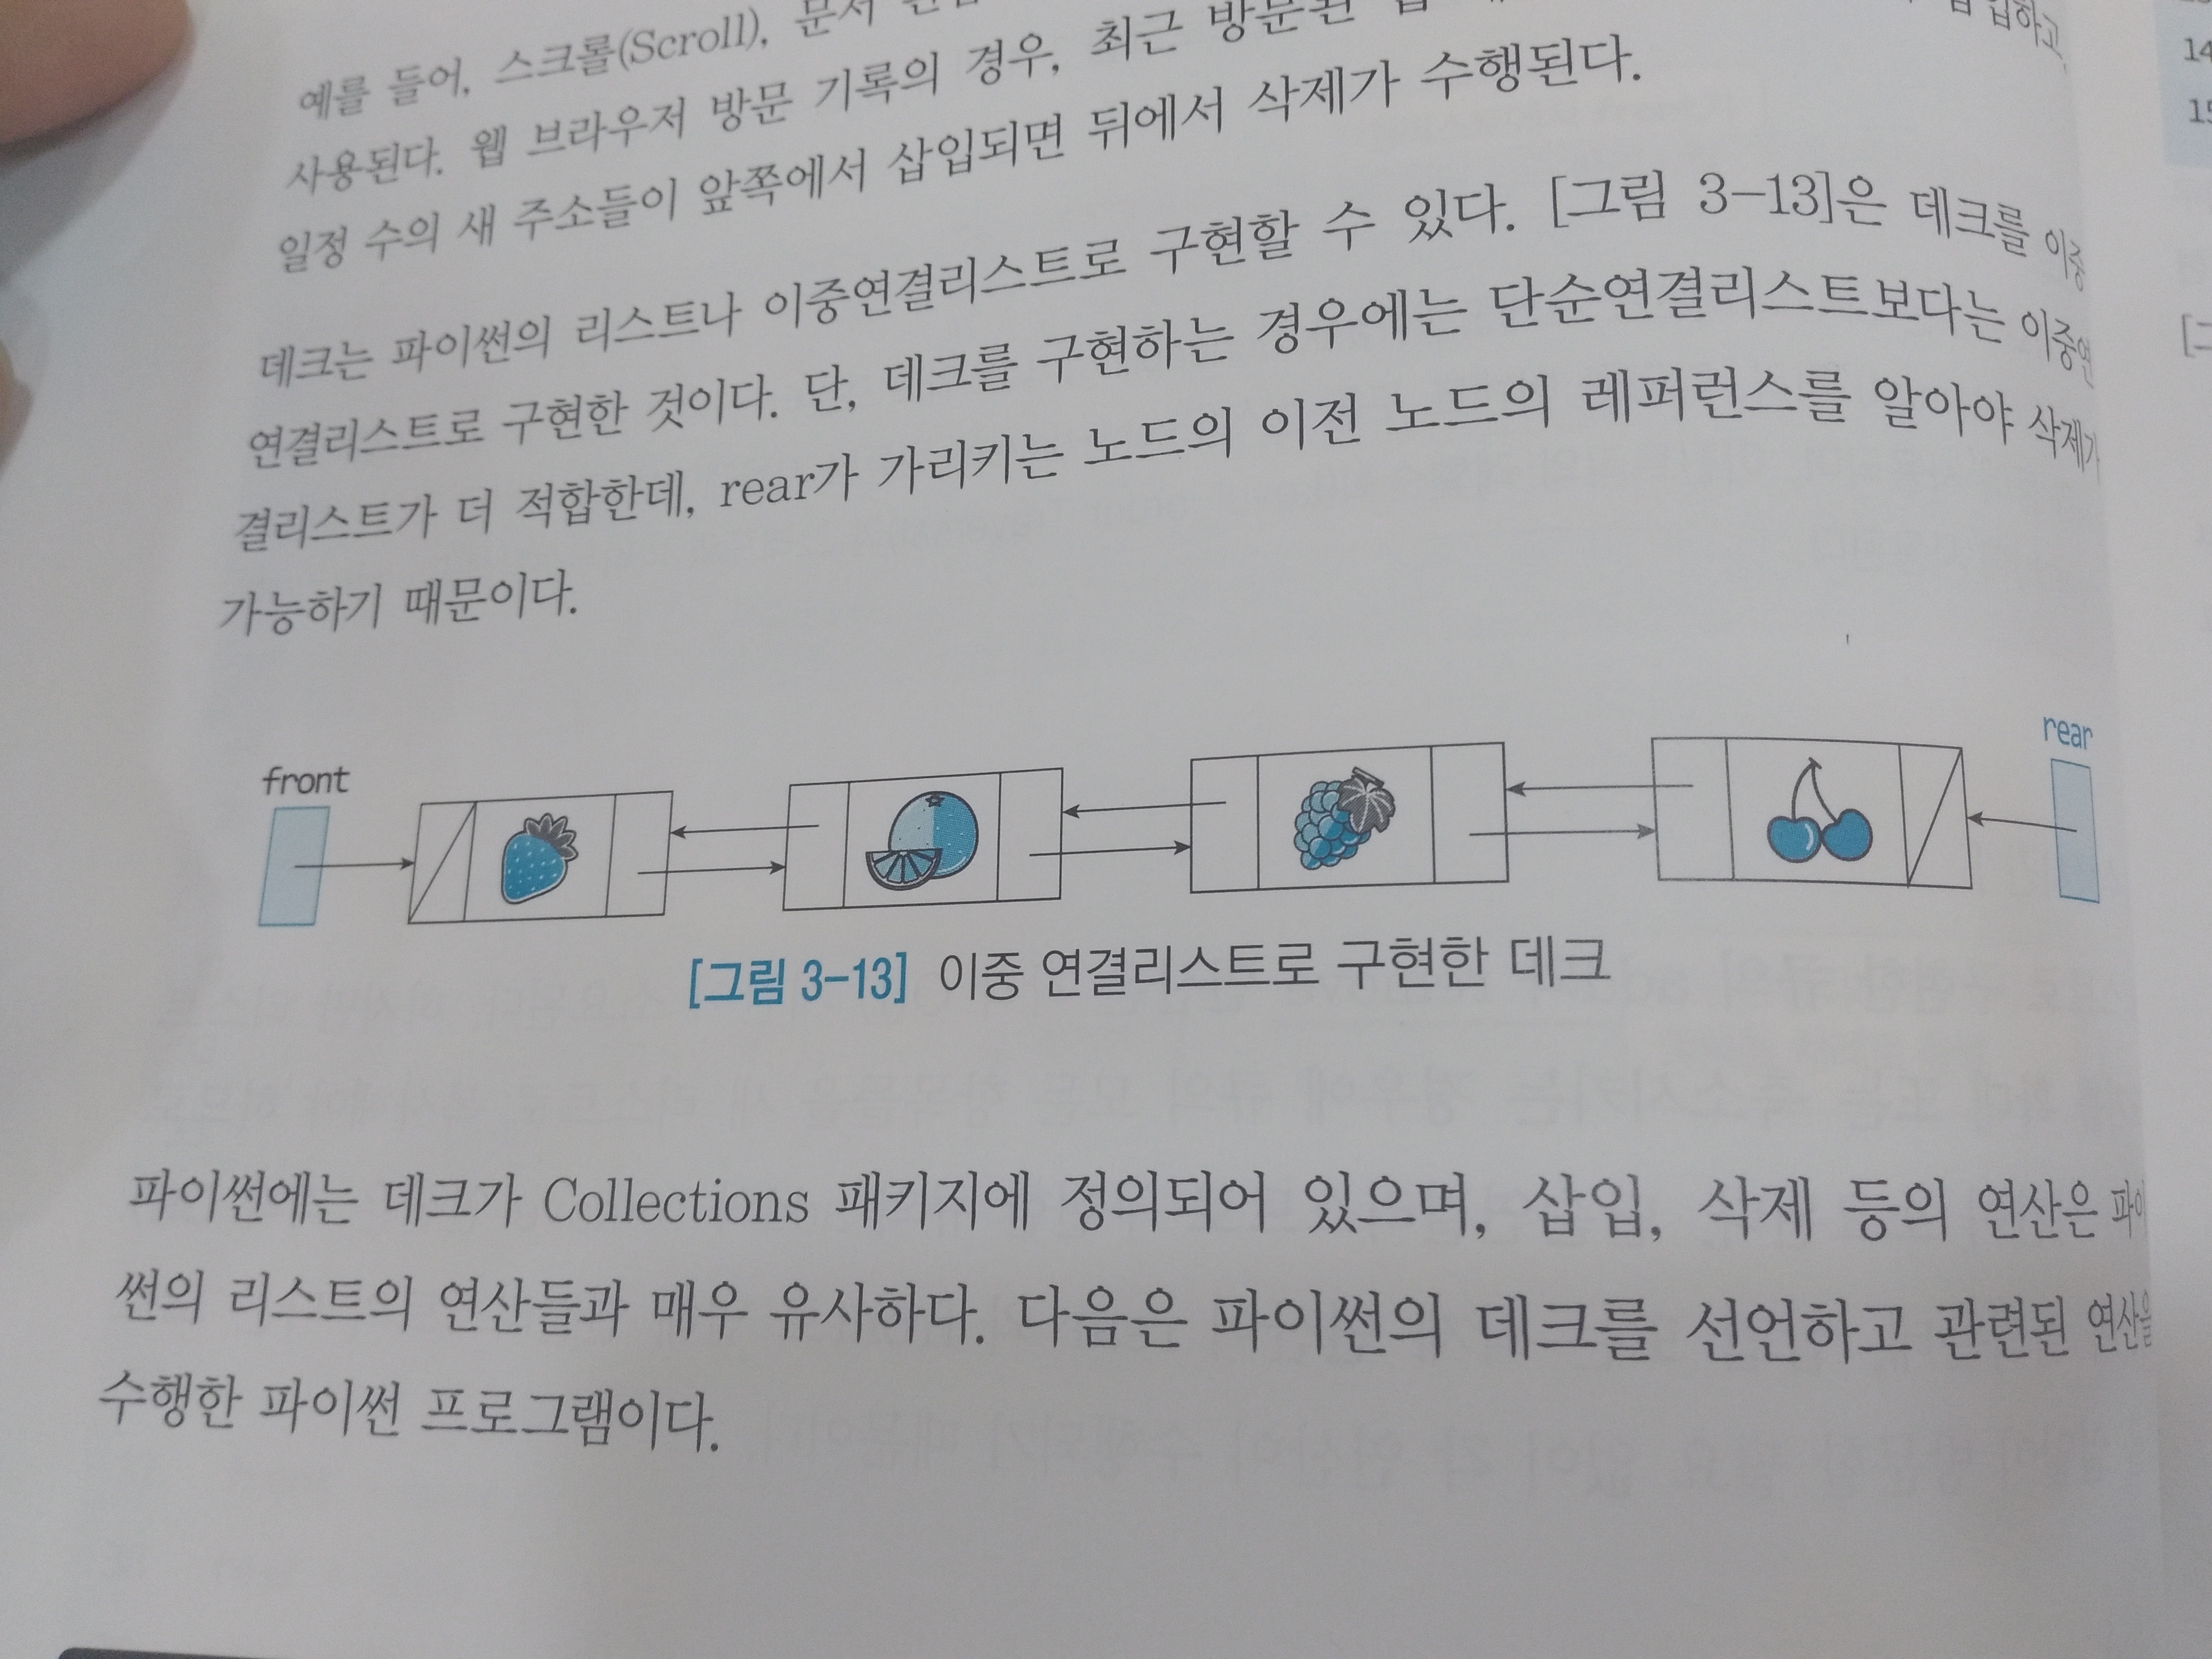 예를 들어, 스크롤(Scroll), 문서
사용된다. 웹 브라우저 방문 기록의 경우, 최근 방문된
일정 수의 새 주소들이 앞쪽에서 삽입되면 뒤에서 삭제가 수행된다.
데크는 파이썬의 리스트나 이중연결리스트로 구현할 수 있다. [그림 3-13]은 데크를 이중
연결리스트로 구현한 것이다. 단, 데크를 구현하는 경우에는 단순연결리스트보다는 이중연
결리스트가 더 적합한데, rear가 가리키는 노드의 이전 노드의 레퍼런스를 알아야 삭제가
가능하기 때문이다.
front
rear
[그림 3-13] 이중 연결리스트로 구현한 데크
파이썬에는 데크가 Collections 패키지에 정의되어 있으며, 삽입, 삭제 등의 연산은 파이
썬의 리스트의 연산들과 매우 유사하다. 다음은 파이썬의 데크를 선언하고 관련된 연산을
수행한 파이썬 프로그램이다.
14
15